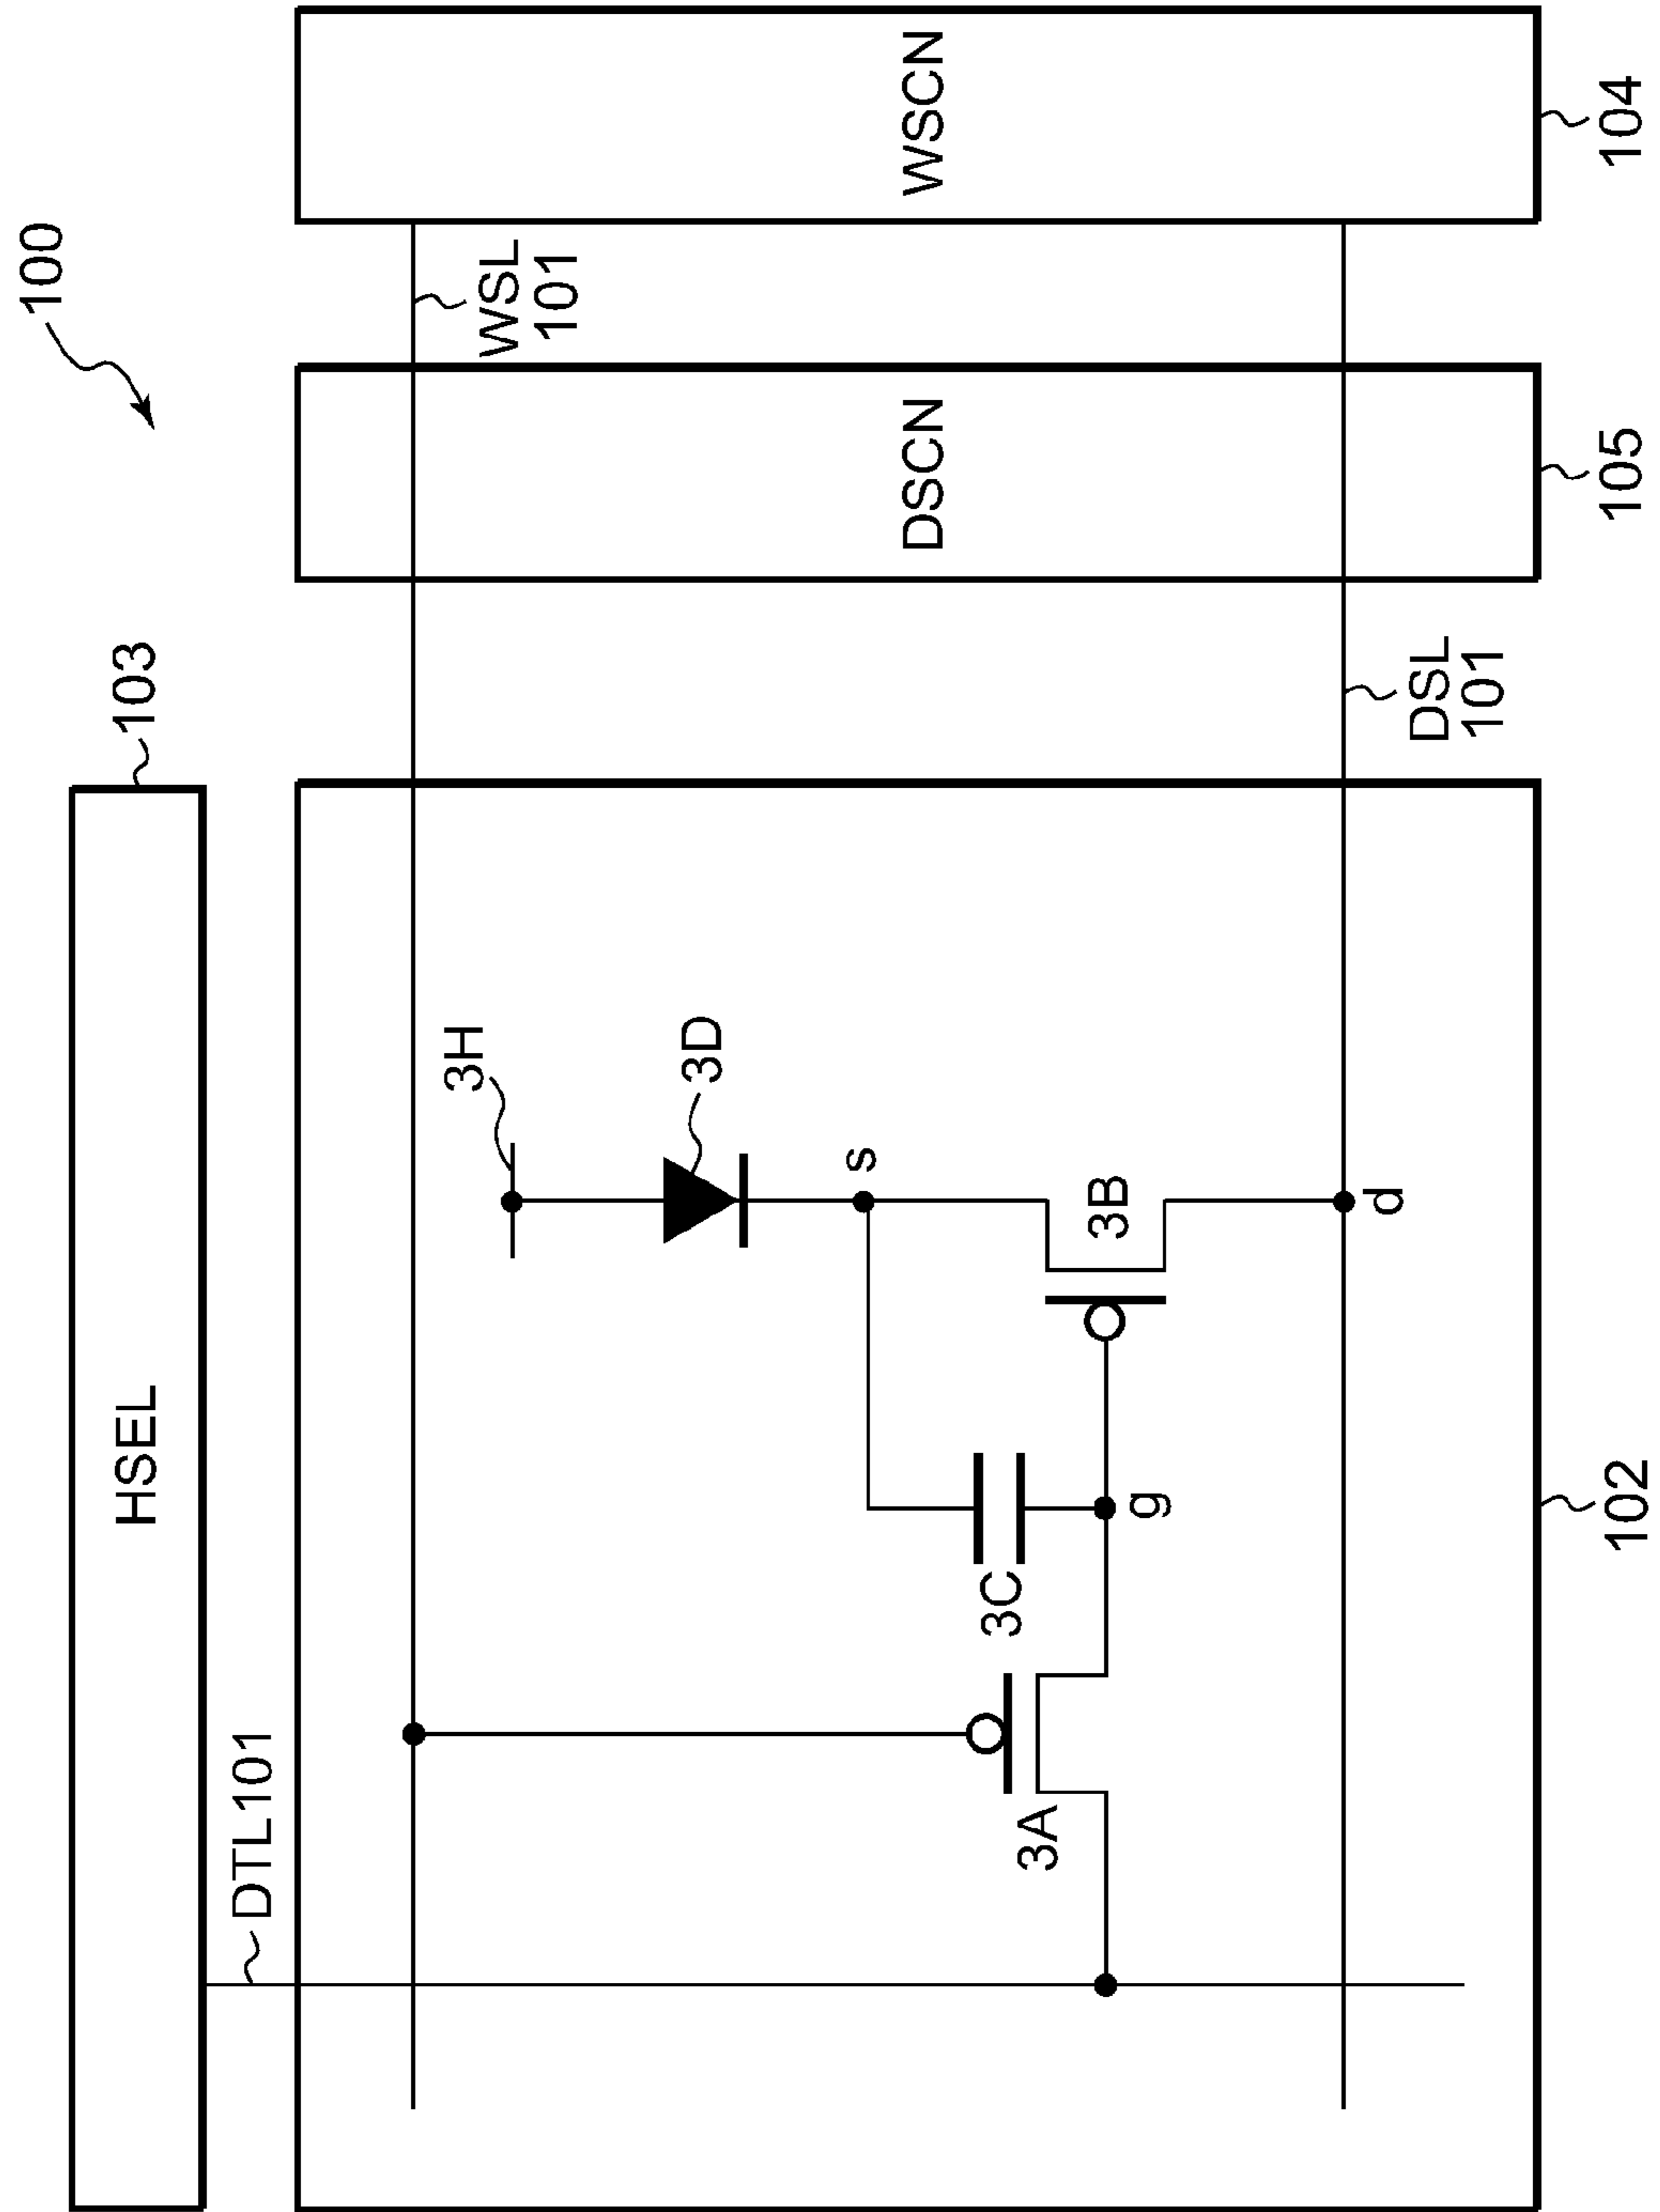 100
103
HSEL
DTL101
WSL
101
WSCN
104
DSCN
105
DSL
101
3H
3D
s
3B
d
3C
g
3A
102